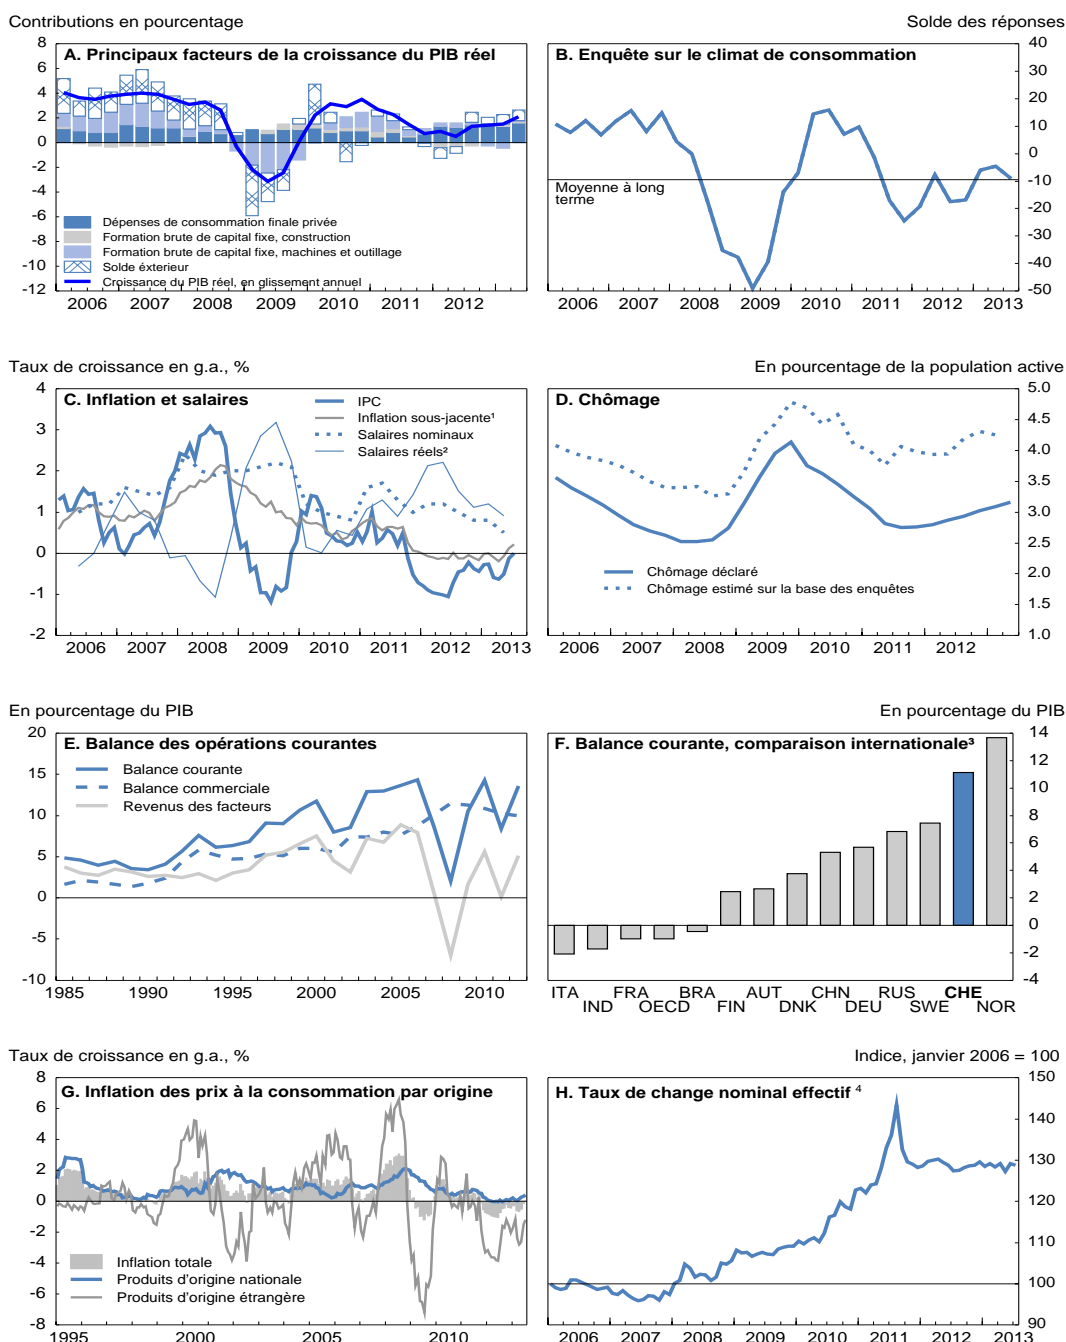 Contributions en pourcentage
A. Principaux facteurs de la croissance du PIB réel
8
6
4
2
0
-2
-4
-6
-8
-10
-12
Dépenses de consommation finale privée
Formation brute de capital fixe, construction
Formation brute de capital fixe, machines et outillage
Solde éxterieur
Croissance du PIB réel, en glissement annuel
2006 2007 2008 2009 2010 2011 2012
Solde des réponses
B. Enquête sur le climat de consommation
40
30
20
10
0
-10
-20
-30
-40
-50
Moyenne à long
terme
2006 2007 2008 2009 2010 2011 2012 2013
Taux de croissance en g.a., %
C. Inflation et salaires
4
3
2
1
0
-1
-2
IPC
Inflation sous-jacente¹
Salaires nominaux
Salaires réels²
2006 2007 2008 2009 2010 2011 2012 2013
En pourcentage de la population active
D. Chômage
5.0
4.5
4.0
3.5
3.0
2.5
2.0
1.5
1.0
Chômage déclaré
Chômage estimé sur la base des enquêtes
2006 2007 2008 2009 2010 2011 2012
En pourcentage du PIB
E. Balance des opérations courantes
20
15
10
5
0
-5
-10
Balance courante
Balance commerciale
Revenus des facteurs
1985 1990 1995 2000 2005 2010
En pourcentage du PIB
F. Balance courante, comparaison internationale³
14
12
10
8
6
4
2
0
-2
-4
ITA FRA BRA AUT CHN RUS CHE
IND OECD FIN DNK DEU SWE NOR
Taux de croissance en g.a., %
G. Inflation des prix à la consommation par origine
8
6
4
2
0
-2
-4
-6
-8
Inflation totale
Produits d'origine nationale
Produits d'origine étrangère
1995 2000 2005 2010
Indice, janvier 2006 = 100
H. Taux de change nominal effectif ⁴
150
140
130
120
110
100
90
2006 2007 2008 2009 2010 2011 2012 2013